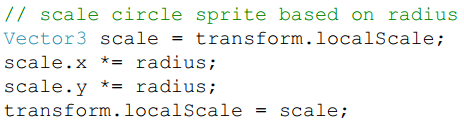 // scale circle sprite based on radius
Vector3 scale = transform.localScale;
scale.x *= radius;
scale.y *= radius;
transform.localScale = scale;